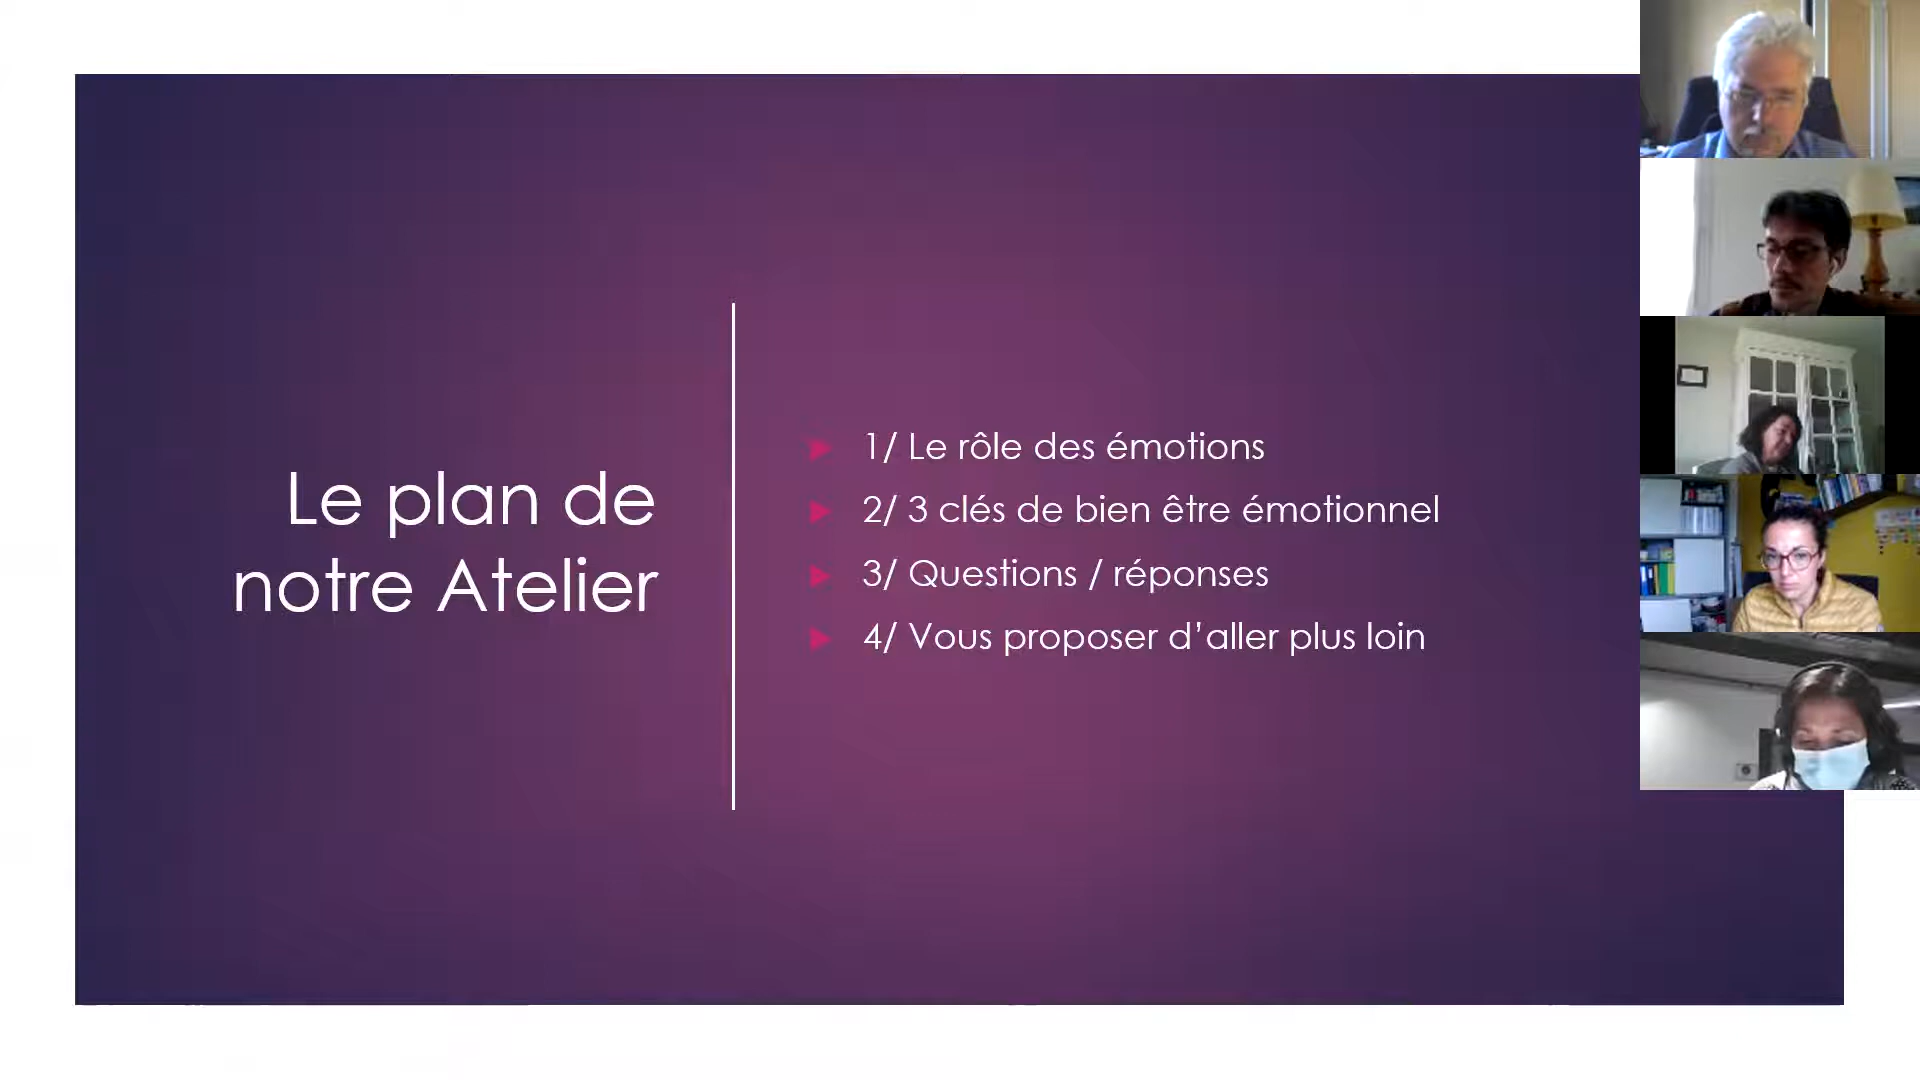 Le plan de
notre Atelier
1/ Le rôle des émotions
2/ 3 clés de bien être émotionnel
3/ Questions / réponses
4/ Vous proposer d’aller plus loin